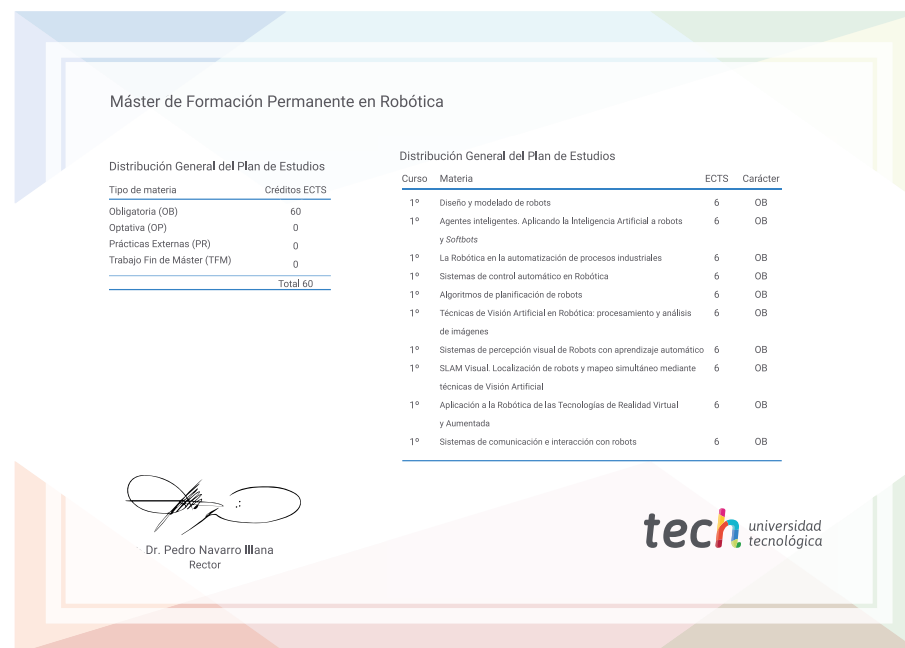 Máster de Formación Permanente en Robótica
Distribución General del Plan de Estudios
Tipo de materia Créditos ECTS
Obligatoria (OB) 60
Optativa (OP) 0
Prácticas Externas (PR) 0
Trabajo Fin de Máster (TFM) 0
Total 60
Distribución General del Plan de Estudios
Curso Materia ECTS Carácter
1º Diseño y modelado de robots 6 OB
1º Agentes inteligentes. Aplicando la Inteligencia Artificial a robots 6 OB
y Softbots
1º La Robótica en la automatización de procesos industriales 6 OB
1º Sistemas de control automático en Robótica 6 OB
1º Algoritmos de planificación de robots 6 OB
1º Técnicas de Visión Artificial en Robótica: procesamiento y análisis 6 OB
de imágenes
1º Sistemas de percepción visual de Robots con aprendizaje automático 6 OB
1º SLAM Visual. Localización de robots y mapeo simultáneo mediante 6 OB
técnicas de Visión Artificial
1º Aplicación a la Robótica de las Tecnologías de Realidad Virtual 6 OB
y Aumentada
1º Sistemas de comunicación e interacción con robots 6 OB
Dr. Pedro Navarro Illana
Rector
tech universidad
tecnológica